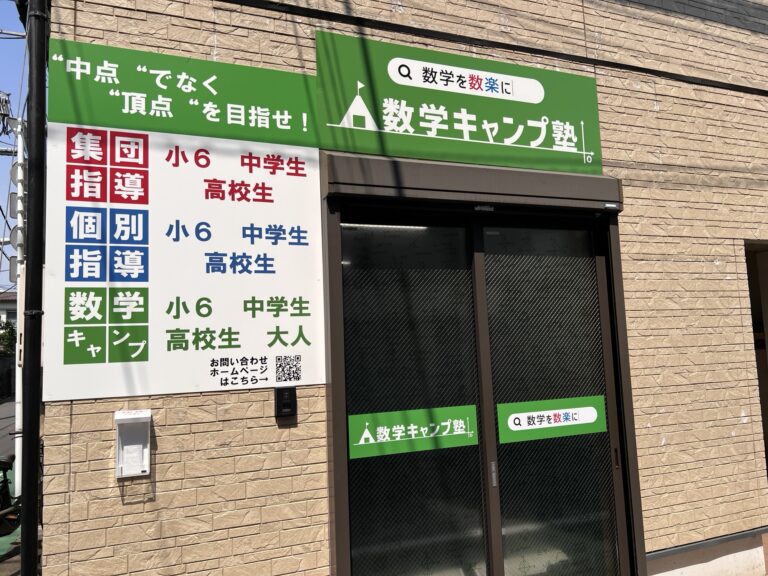 “中点“でなく
“頂点“を目指せ！
数学を数楽に
数学キャンプ塾
集団
指導
小６ 中学生
高校生
個別
指導
小６ 中学生
高校生
数学
キャンプ
小６ 中学生
高校生 大人
お問い合わせ
ホームページ
はこちら→
数学キャンプ塾
数学を数楽に